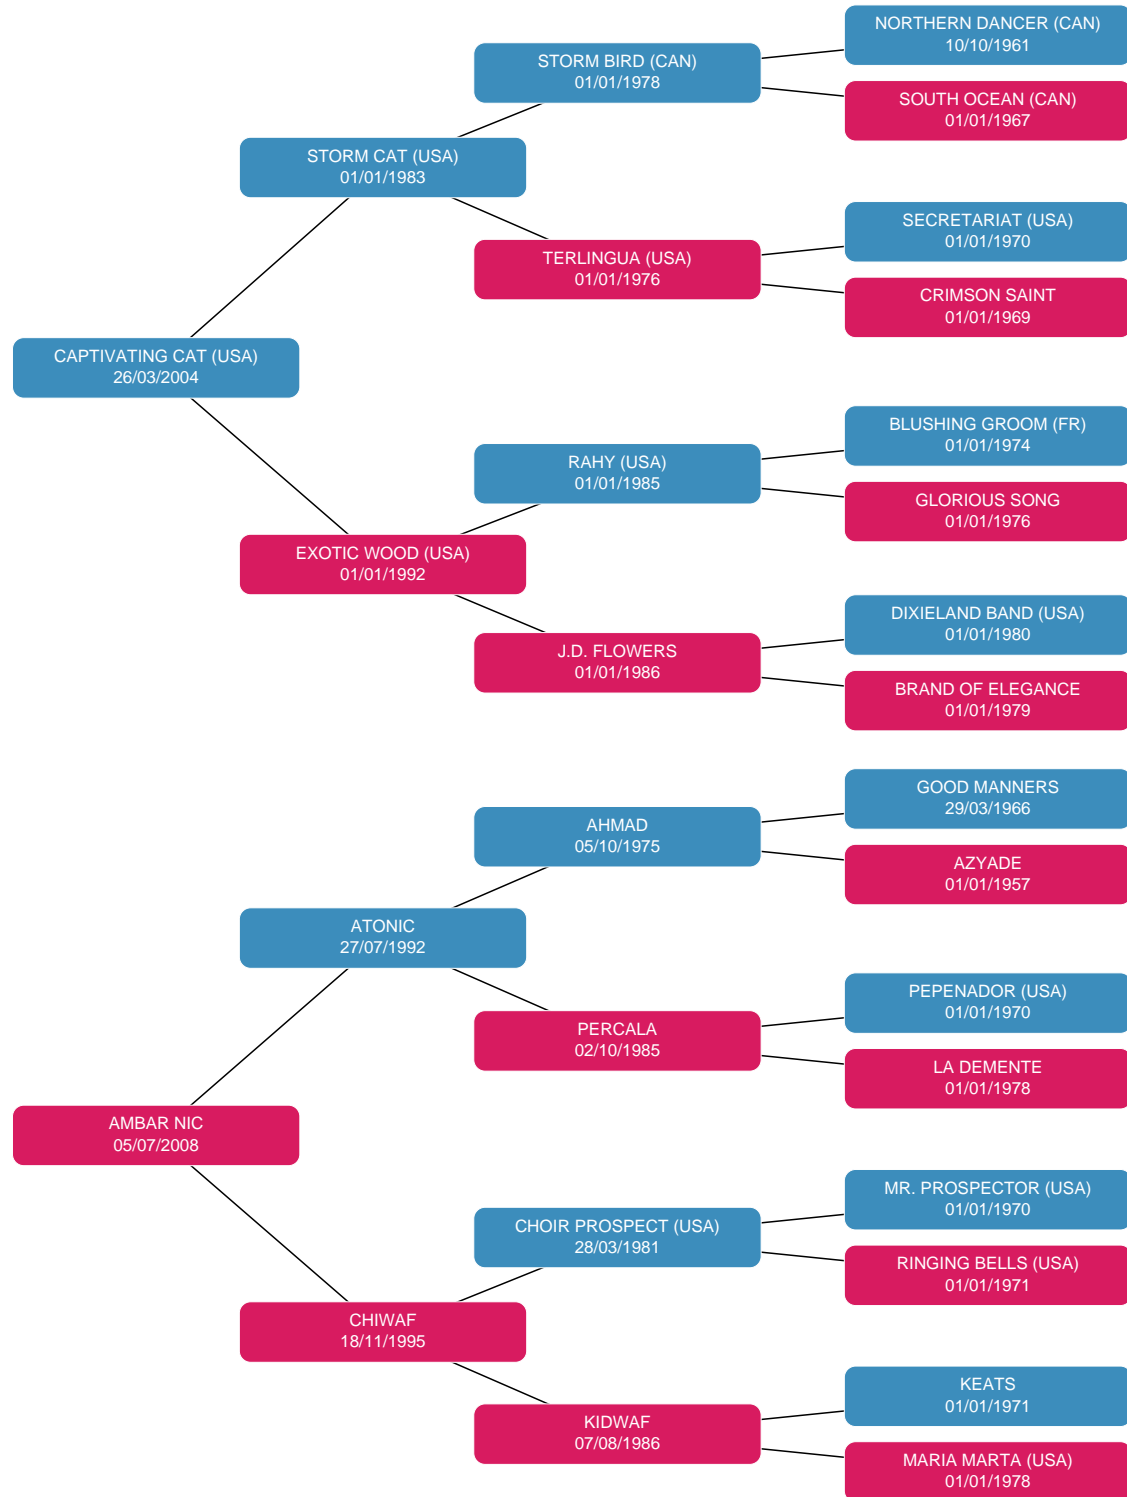 NORTHERN DANCER (CAN)
10/10/1961
STORM BIRD (CAN)
01/01/1978
SOUTH OCEAN (CAN)
01/01/1967
STORM CAT (USA)
01/01/1983
SECRETARIAT (USA)
01/01/1970
TERLINGUA (USA)
01/01/1976
CRIMSON SAINT
01/01/1969
CAPTIVATING CAT (USA)
26/03/2004
BLUSHING GROOM (FR)
01/01/1974
RAHY (USA)
01/01/1985
GLORIOUS SONG
01/01/1976
EXOTIC WOOD (USA)
01/01/1992
DIXIELAND BAND (USA)
01/01/1980
J.D. FLOWERS
01/01/1986
BRAND OF ELEGANCE
01/01/1979
GOOD MANNERS
29/03/1966
AHMAD
05/10/1975
AZYADE
01/01/1957
ATONIC
27/07/1992
PEPENADOR (USA)
01/01/1970
PERCALA
02/10/1985
LA DEMENTE
01/01/1978
AMBAR NIC
05/07/2008
MR. PROSPECTOR (USA)
01/01/1970
CHOIR PROSPECT (USA)
28/03/1981
RINGING BELLS (USA)
01/01/1971
CHIWAF
18/11/1995
KEATS
01/01/1971
KIDWAF
07/08/1986
MARIA MARTA (USA)
01/01/1978